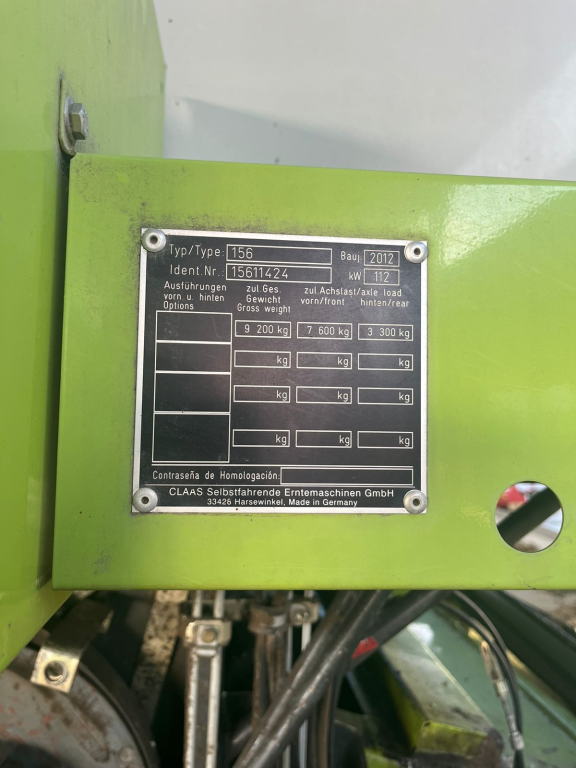 Typ/Type: 156 Bauj. 2012
Ident.Nr.: 15611424 kW 112
Ausführungen vorn u. hinten Options
zul. Ges. Gewicht Gross weight
zul. Achslast/axle load vorn/front hinten/rear
9 200 kg 7 600 kg 3 300 kg
kg kg kg
kg kg kg
kg kg kg
Contraseña de Homologación:
CLAAS Selbstfahrende Erntemaschinen GmbH
33426 Harsewinkel, Made in Germany